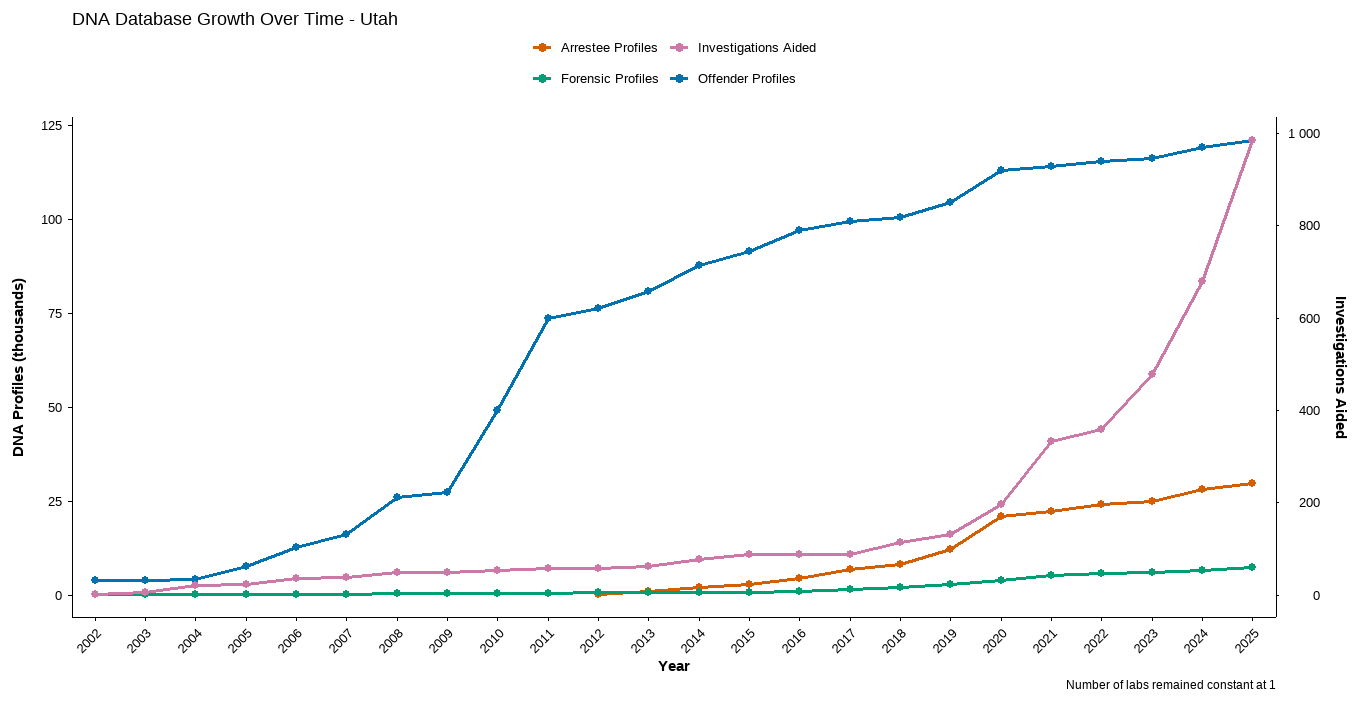 DNA Database Growth Over Time - Utah
Arrestee Profiles
Investigations Aided
Forensic Profiles
Offender Profiles
DNA Profiles (thousands)
125
100
75
50
25
0
1 000
800
600
400
200
0
Investigations Aided
2002 2003 2004 2005 2006 2007 2008 2009 2010 2011 2012 2013 2014 2015 2016 2017 2018 2019 2020 2021 2022 2023 2024 2025
Year
Number of labs remained constant at 1